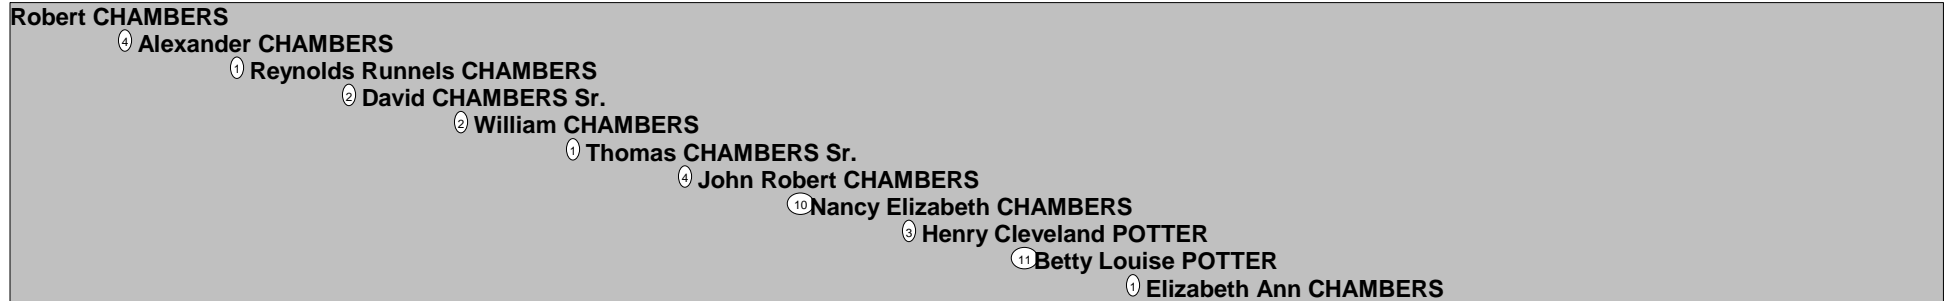 Robert CHAMBERS
4 Alexander CHAMBERS
1 Reynolds Runnels CHAMBERS
2 David CHAMBERS Sr.
2 William CHAMBERS
1 Thomas CHAMBERS Sr.
4 John Robert CHAMBERS
10 Nancy Elizabeth CHAMBERS
3 Henry Cleveland POTTER
11 Betty Louise POTTER
1 Elizabeth Ann CHAMBERS